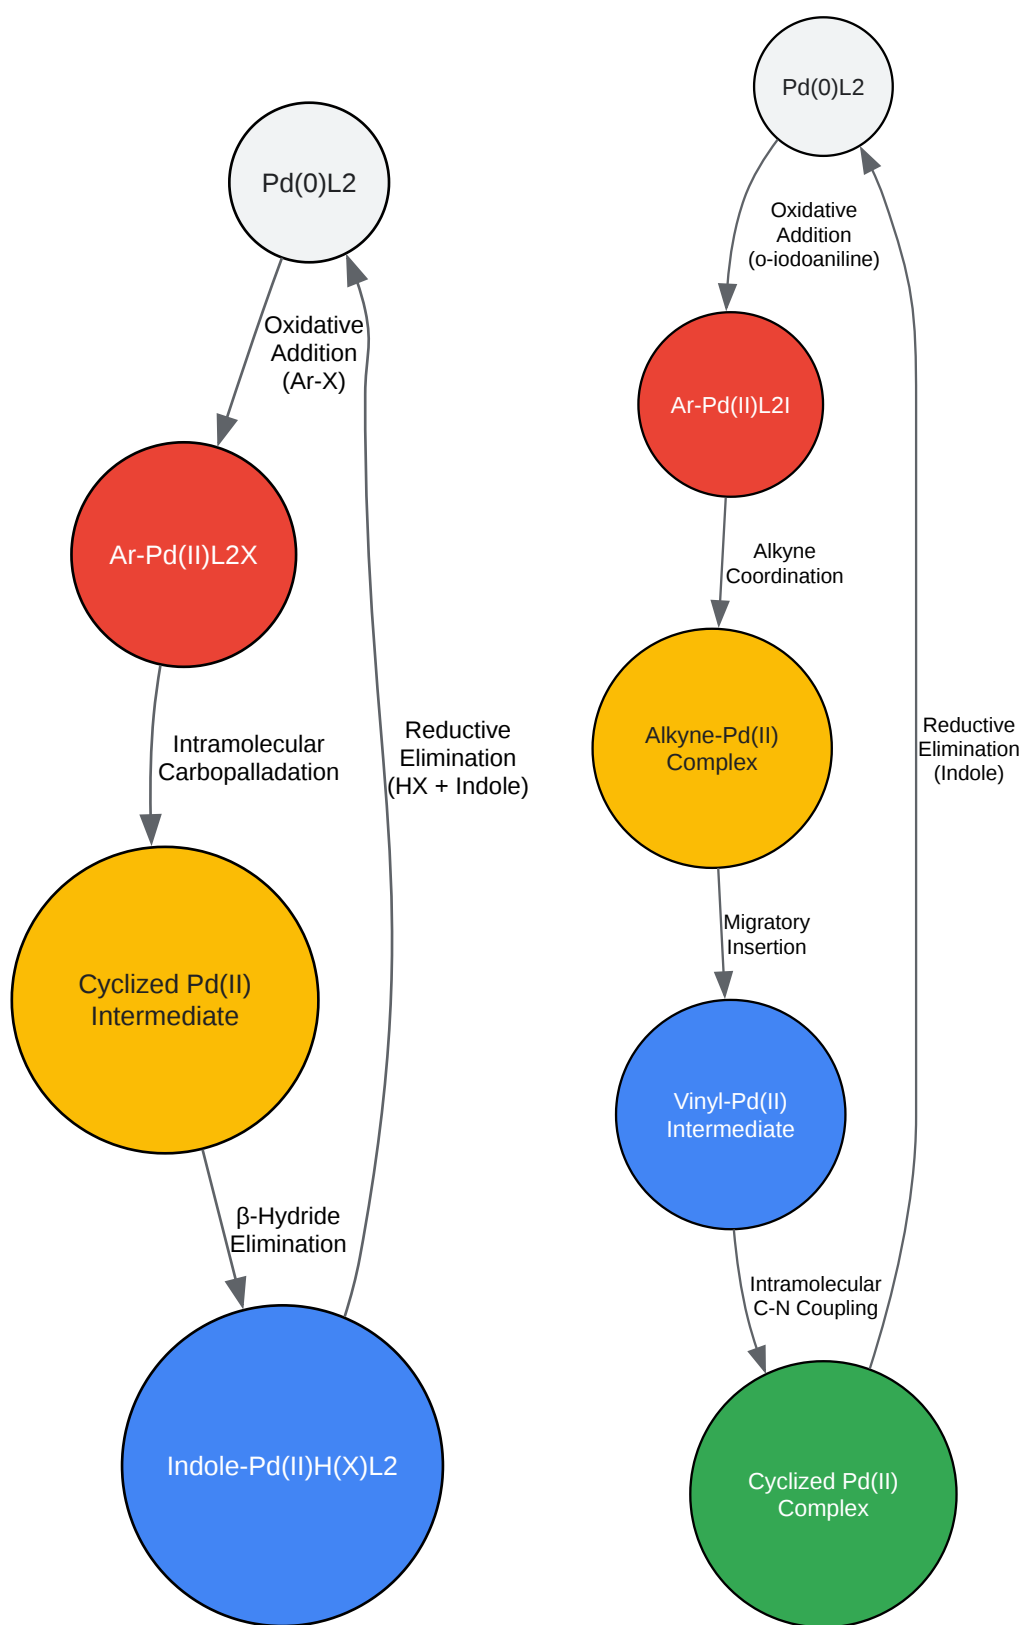 Pd(0)L2
Oxidative
Addition
(Ar-X)
Ar-Pd(II)L2X
Intramolecular
Carbopalladation
Reductive
Elimination
(HX + Indole)
Cyclized Pd(II)
Intermediate
β-Hydride
Elimination
Indole-Pd(II)H(X)L2
Pd(0)L2
Oxidative
Addition
(o-iodoaniline)
Ar-Pd(II)L2I
Alkyne
Coordination
Alkyne-Pd(II)
Complex
Reductive
Elimination
(Indole)
Migratory
Insertion
Vinyl-Pd(II)
Intermediate
Intramolecular
C-N Coupling
Cyclized Pd(II)
Complex